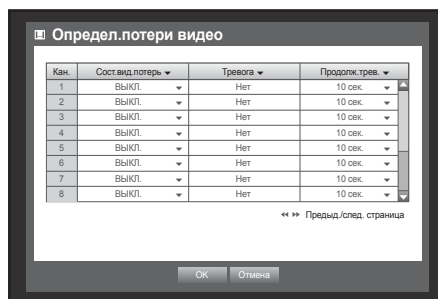 Опредeл.потери видео
Кан. Сост.вид.потерь Тревога Продолж.трев.
1 ВЫКЛ. Нет 10 сек.
2 ВЫКЛ. Нет 10 сек.
3 ВЫКЛ. Нет 10 сек.
4 ВЫКЛ. Нет 10 сек.
5 ВЫКЛ. Нет 10 сек.
6 ВЫКЛ. Нет 10 сек.
7 ВЫКЛ. Нет 10 сек.
8 ВЫКЛ. Нет 10 сек.
Предыд./след. страница
OK Отмена